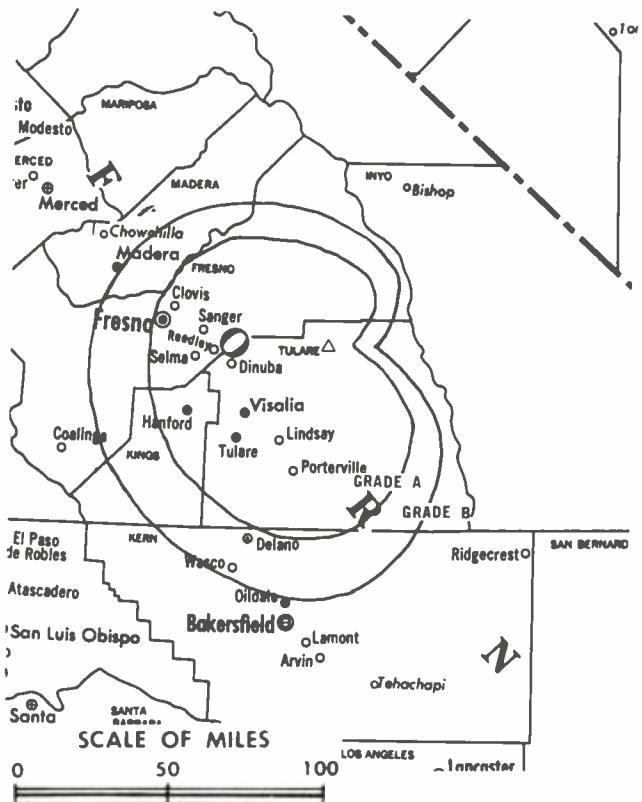 MARIPOSA
Modesto
ERCED
Merced
F
MADERA
INYO
Bishop
Chowchilla
Madera
FRESNO
Clovis
Fresno
Sanger
Reedley
Selma
TULARE
Dinuba
Hanford
Visalia
Coalinga
Tulare
Lindsay
KINGS
Porterville
GRADE A
R
GRADE B
El Paso
de Robles
KERN
Delano
Ridgecrest
SAN BERNARD
Wasco
Atascadero
Oildale
San Luis Obispo
Bakersfield
Lamont
Arvin
N
Tehachapi
Santa
SANTA
BARBARA
SCALE OF MILES
LOS ANGELES
Lancaster
0 50 100